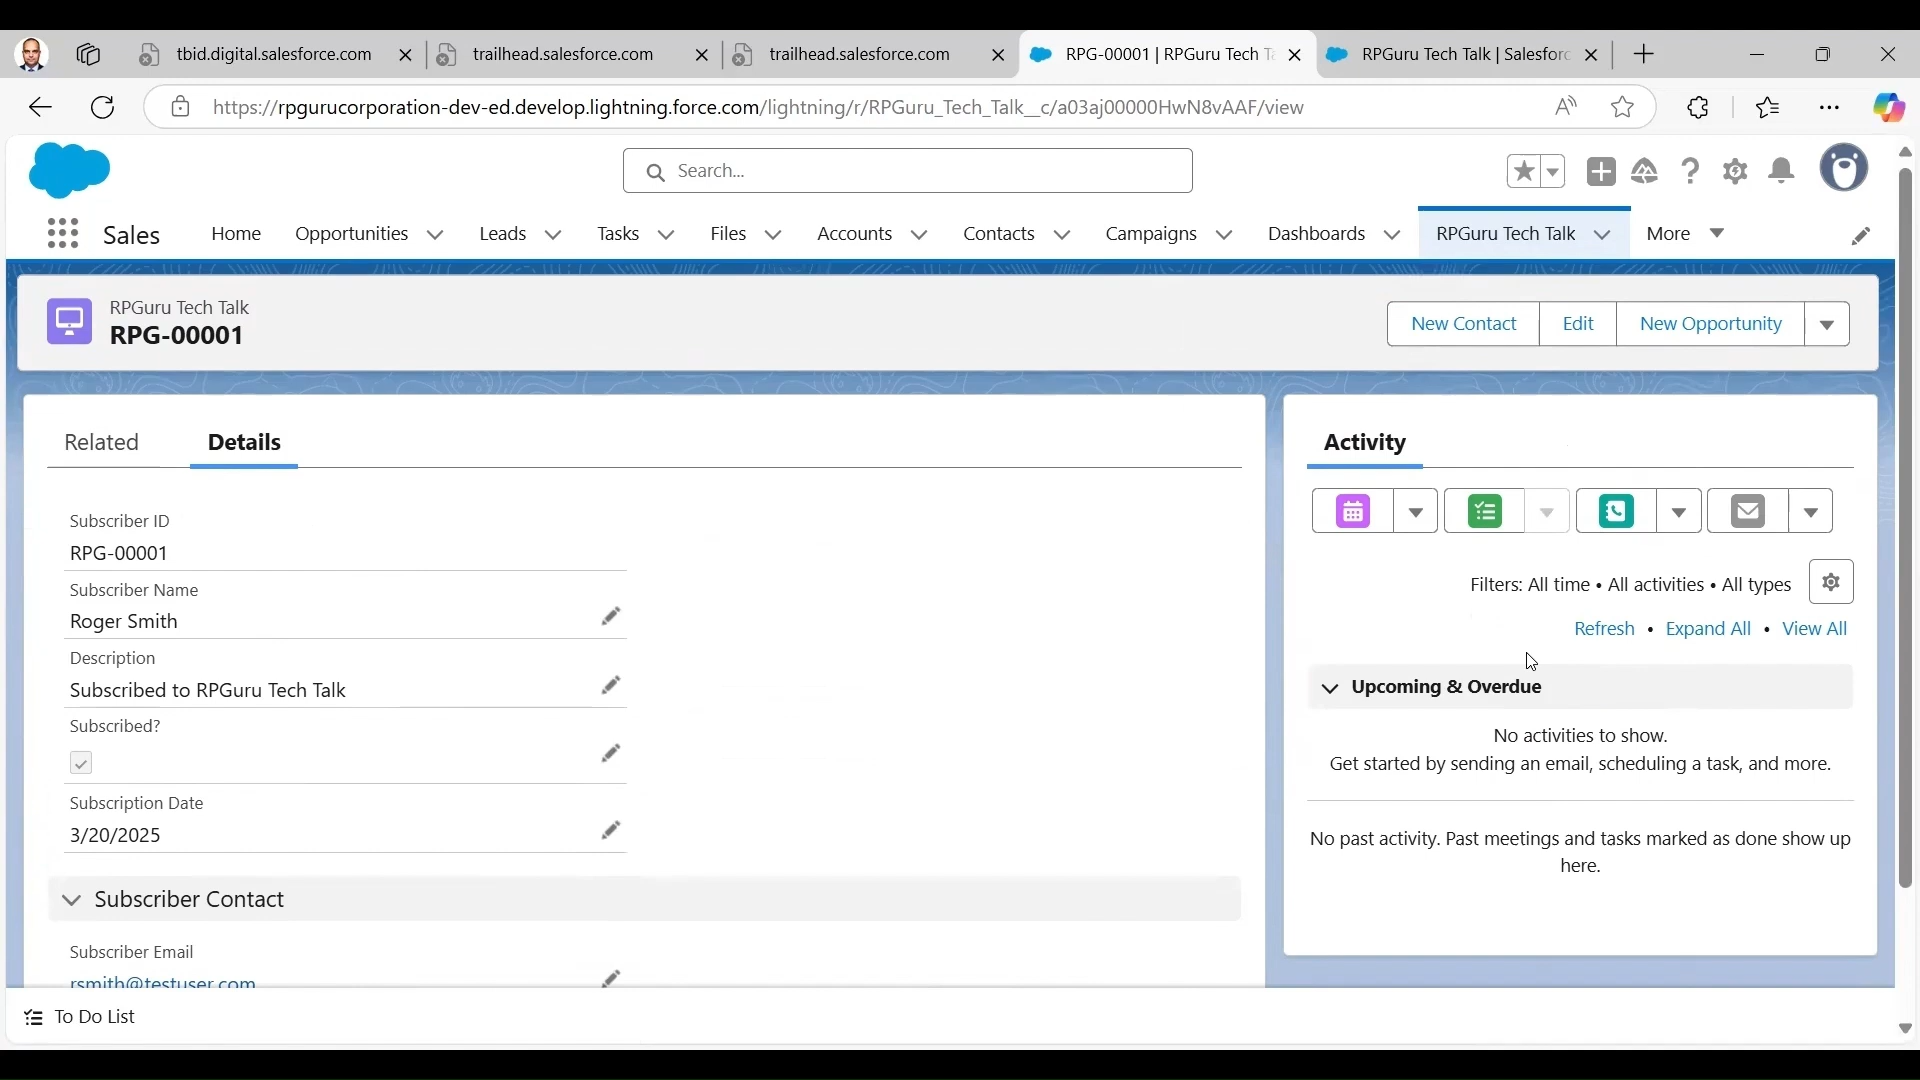 tbid.digital.salesforce.com
trailhead.salesforce.com
trailhead.salesforce.com
RPG-00001 | RPGuru Tech Ta
RPGuru Tech Talk | Salesforc
https://rpgurucorporation-dev-ed.develop.lightning.force.com/lightning/r/RPGuru_Tech_Talk__c/a03aj00000HwN8vAAF/view
Search...
Sales
Home
Opportunities
Leads
Tasks
Files
Accounts
Contacts
Campaigns
Dashboards
RPGuru Tech Talk
More
RPGuru Tech Talk
RPG-00001
New Contact
Edit
New Opportunity
Related
Details
Subscriber ID
RPG-00001
Subscriber Name
Roger Smith
Description
Subscribed to RPGuru Tech Talk
Subscribed?
Subscription Date
3/20/2025
Subscriber Contact
Subscriber Email
rsmith@testuser.com
Activity
Filters: All time • All activities • All types
Refresh • Expand All • View All
Upcoming & Overdue
No activities to show.
Get started by sending an email, scheduling a task, and more.
No past activity. Past meetings and tasks marked as done show up
here.
To Do List